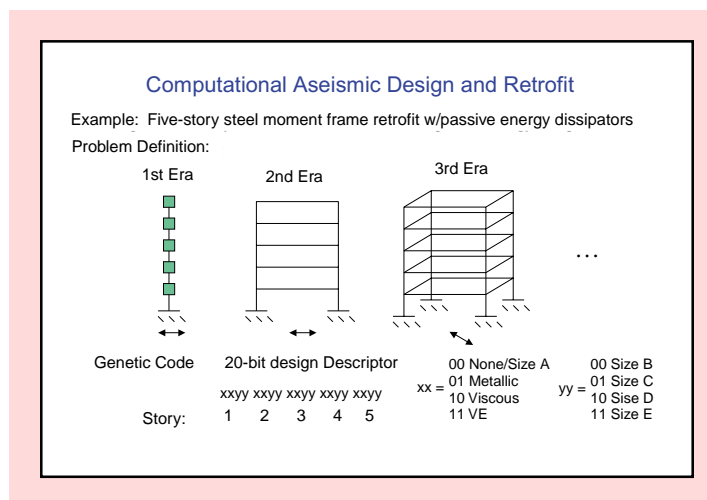 Computational Aseismic Design and Retrofit
Example: Five-story steel moment frame retrofit w/passive energy dissipators
Problem Definition:
1st Era
2nd Era
3rd Era
...
Genetic Code
20-bit design Descriptor
xxyy xxyy xxyy xxyy xxyy
Story: 1 2 3 4 5
xx =
00 None/Size A
01 Metallic
10 Viscous
11 VE
yy =
00 Size B
01 Size C
10 Sise D
11 Size E